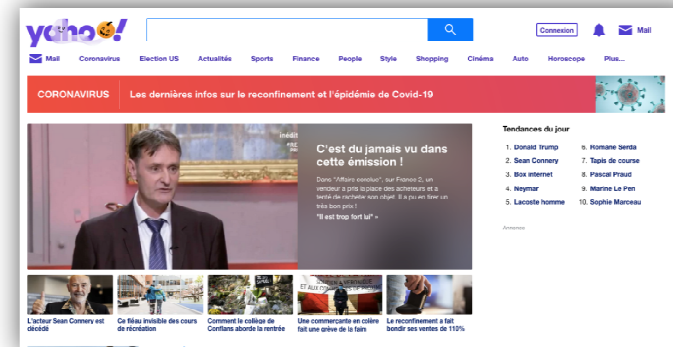 yahoo!
Connexion
Mail
Mail Coronavirus Election US Actualités Sports Finance People Style Shopping Cinéma Auto Horoscope Plus...
CORONAVIRUS Les dernières infos sur le reconfinement et l'épidémie de Covid-19
inédit
C'est du jamais vu dans
cette émission !
Dans "Affaire conclue", sur France 2, un
vendeur a pris la place des acheteurs et a
tenté de racheter son objet. Il a pu en tirer un
très bon prix !
"Il est trop fort lui" »
Tendances du jour
1. Donald Trump
2. Sean Connery
3. Box internet
4. Neymar
5. Lacoste homme
6. Romane Serda
7. Tapis de course
8. Pascal Praud
9. Marine Le Pen
10. Sophie Marceau
Annonce
L'acteur Sean Connery est
décédé
Ce fléau invisible des cours
de récréation
Comment le collège de
Conflans aborde la rentrée
Une commerçante en colère
fait une grève de la faim
Le reconfinement a fait
bondir ses ventes de 110%